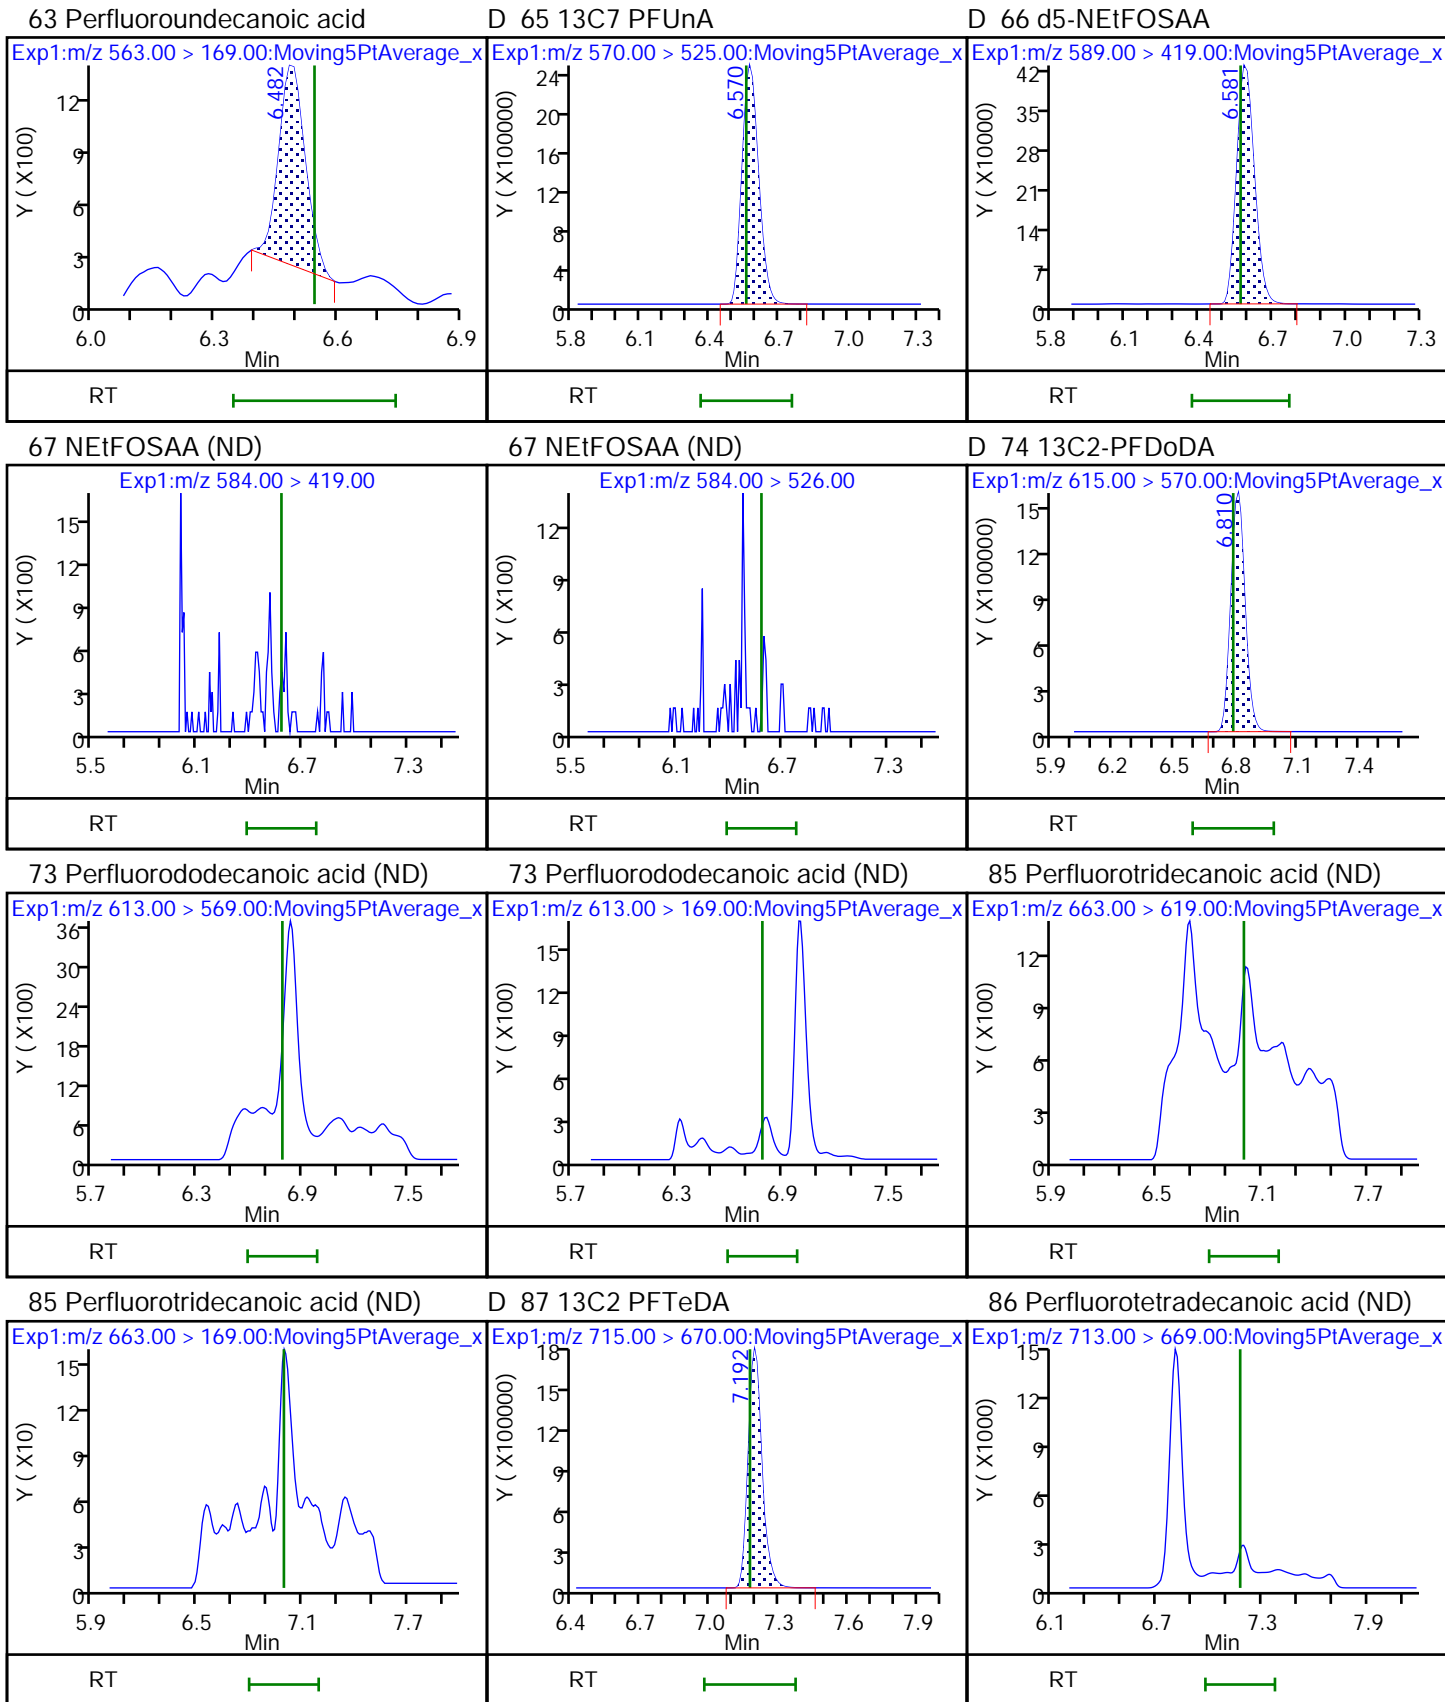 63 Perfluoroundecanoic acid
Exp1:m/z 563.00 > 169.00:Moving5PtAverage_x
6.482
Y ( X100)
12
9
6
3
0
6.0 6.3 6.6 6.9
Min
RT
D 65 13C7 PFUnA
Exp1:m/z 570.00 > 525.00:Moving5PtAverage_x
6.570
Y ( X100000)
24
20
16
12
8
4
0
5.8 6.1 6.4 6.7 7.0 7.3
Min
RT
D 66 d5-NEtFOSAA
Exp1:m/z 589.00 > 419.00:Moving5PtAverage_x
6.581
Y ( X10000)
42
35
28
21
14
7
0
5.8 6.1 6.4 6.7 7.0 7.3
Min
RT
67 NEtFOSAA (ND)
Exp1:m/z 584.00 > 419.00
Y ( X100)
15
12
9
6
3
0
5.5 6.1 6.7 7.3
Min
RT
67 NEtFOSAA (ND)
Exp1:m/z 584.00 > 526.00
Y ( X100)
12
9
6
3
0
5.5 6.1 6.7 7.3
Min
RT
D 74 13C2-PFDoDA
Exp1:m/z 615.00 > 570.00:Moving5PtAverage_x
6.810
Y ( X100000)
15
12
9
6
3
0
5.9 6.2 6.5 6.8 7.1 7.4
Min
RT
73 Perfluorododecanoic acid (ND)
Exp1:m/z 613.00 > 569.00:Moving5PtAverage_x
Y ( X100)
36
30
24
18
12
6
0
5.7 6.3 6.9 7.5
Min
RT
73 Perfluorododecanoic acid (ND)
Exp1:m/z 613.00 > 169.00:Moving5PtAverage_x
Y ( X100)
15
12
9
6
3
0
5.7 6.3 6.9 7.5
Min
RT
85 Perfluorotridecanoic acid (ND)
Exp1:m/z 663.00 > 619.00:Moving5PtAverage_x
Y ( X100)
12
9
6
3
0
5.9 6.5 7.1 7.7
Min
RT
85 Perfluorotridecanoic acid (ND)
Exp1:m/z 663.00 > 169.00:Moving5PtAverage_x
Y ( X10)
15
12
9
6
3
0
5.9 6.5 7.1 7.7
Min
RT
D 87 13C2 PFTeDA
Exp1:m/z 715.00 > 670.00:Moving5PtAverage_x
7.192
Y ( X100000)
18
15
12
9
6
3
0
6.4 6.7 7.0 7.3 7.6 7.9
Min
RT
86 Perfluorotetradecanoic acid (ND)
Exp1:m/z 713.00 > 669.00:Moving5PtAverage_x
Y ( X1000)
15
12
9
6
3
0
6.1 6.7 7.3 7.9
Min
RT